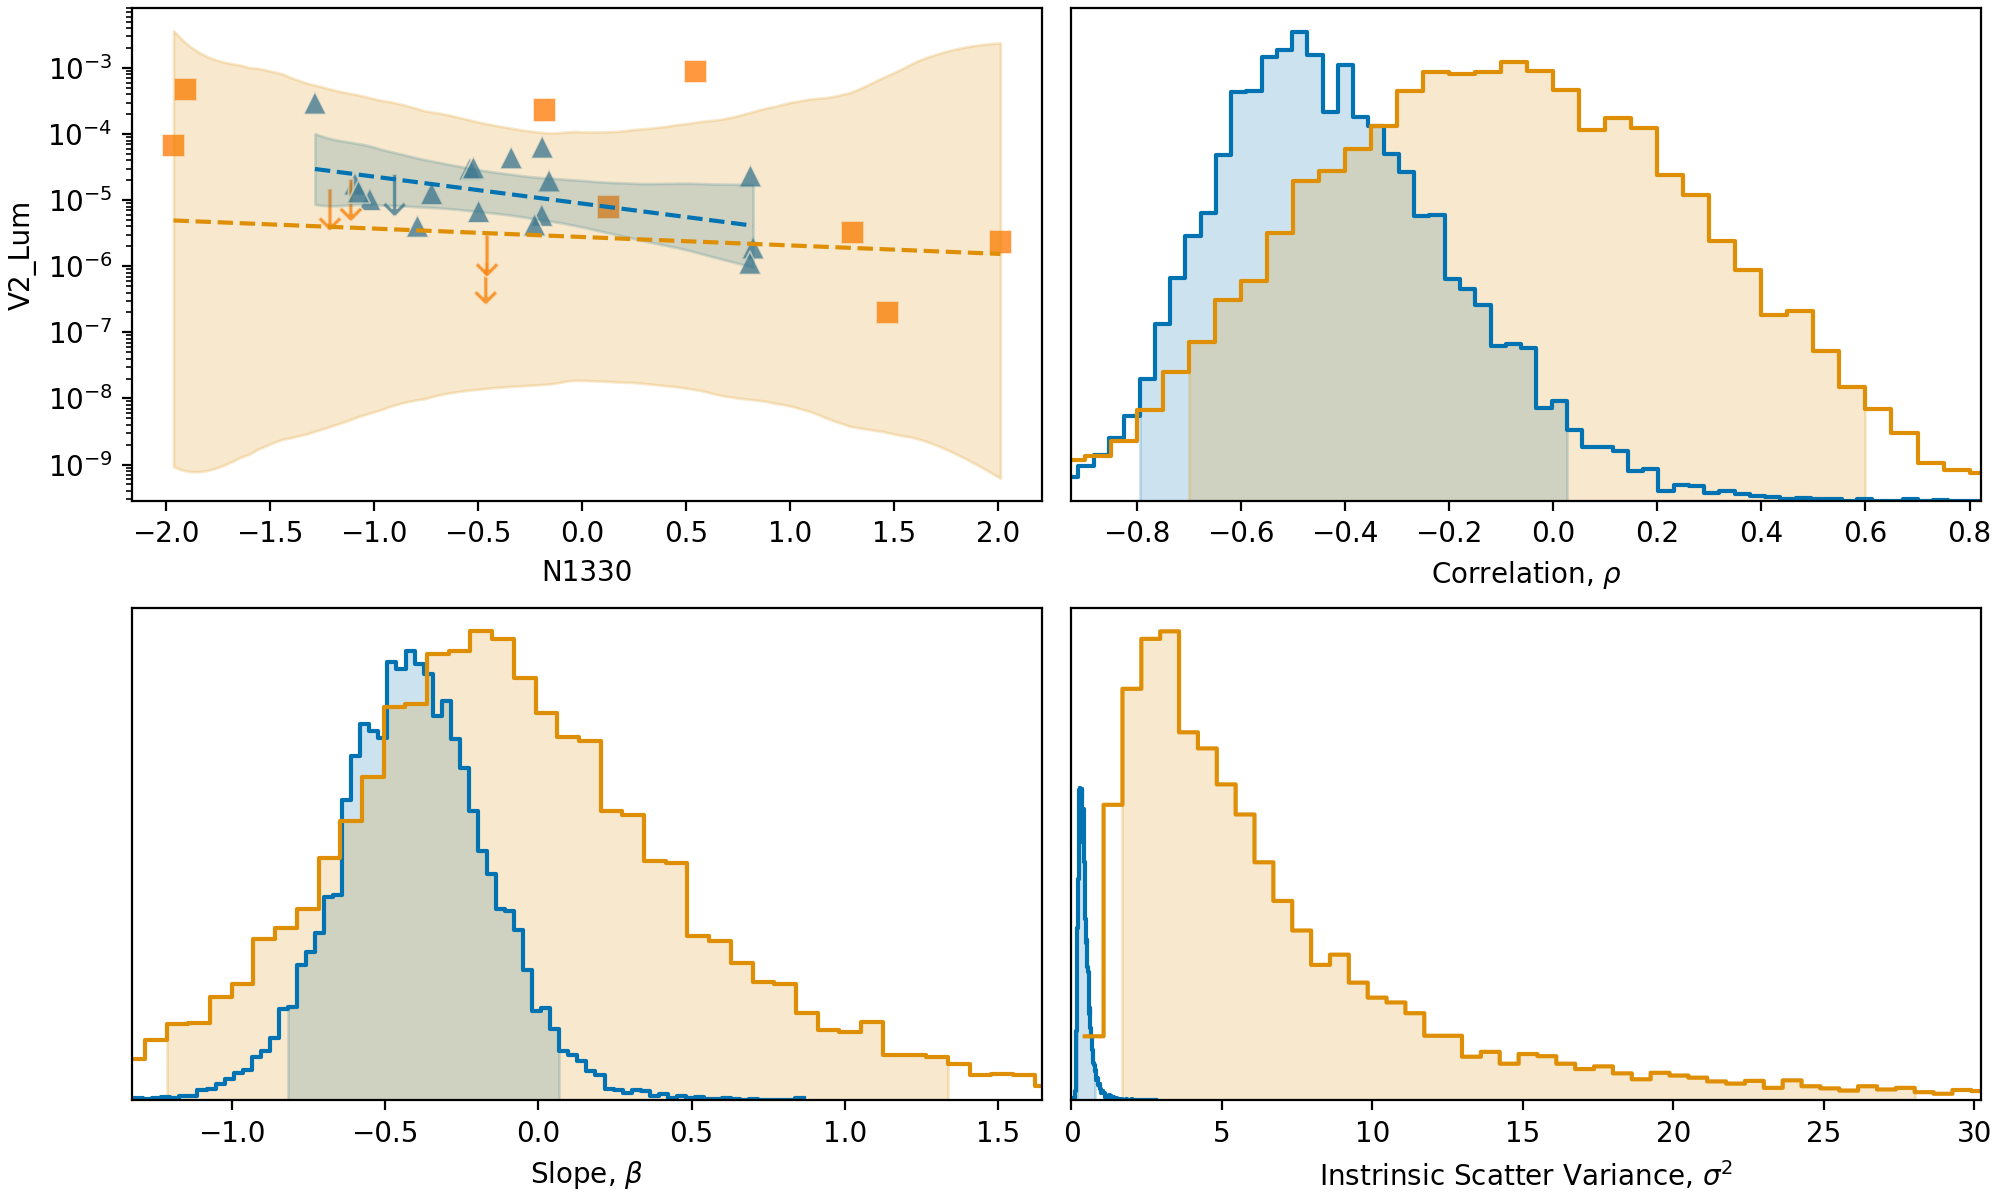 10⁻³
10⁻⁴
10⁻⁵
10⁻⁶
10⁻⁷
10⁻⁸
10⁻⁹
V2_Lum
−2.0 −1.5 −1.0 −0.5 0.0 0.5 1.0 1.5 2.0
N1330
−0.8 −0.6 −0.4 −0.2 0.0 0.2 0.4 0.6 0.8
Correlation, ρ
−1.0 −0.5 0.0 0.5 1.0 1.5
Slope, β
0 5 10 15 20 25 30
Instrinsic Scatter Variance, σ²